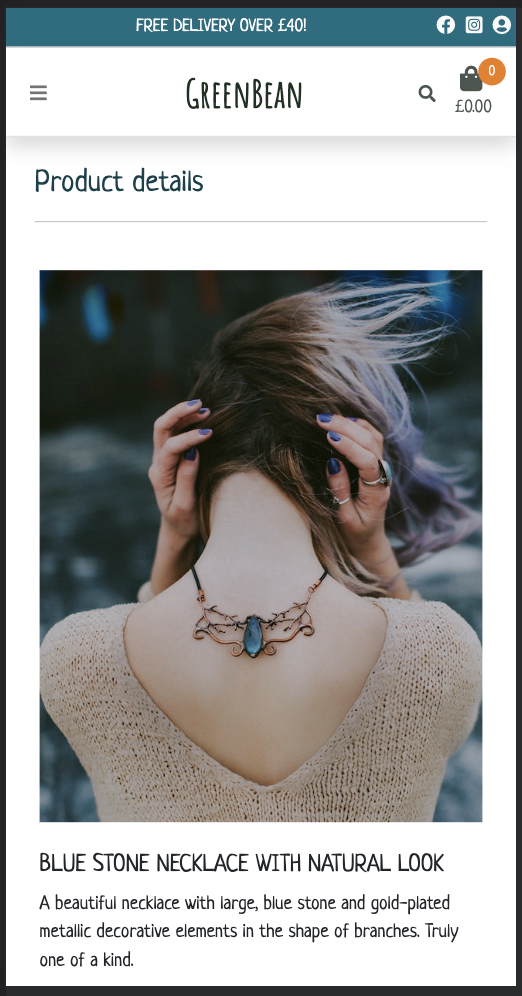 FREE DELIVERY OVER £40!
GREENBEAN
0
£0.00
Product details
BLUE STONE NECKLACE WITH NATURAL LOOK
A beautiful necklace with large, blue stone and gold-plated
metallic decorative elements in the shape of branches. Truly
one of a kind.